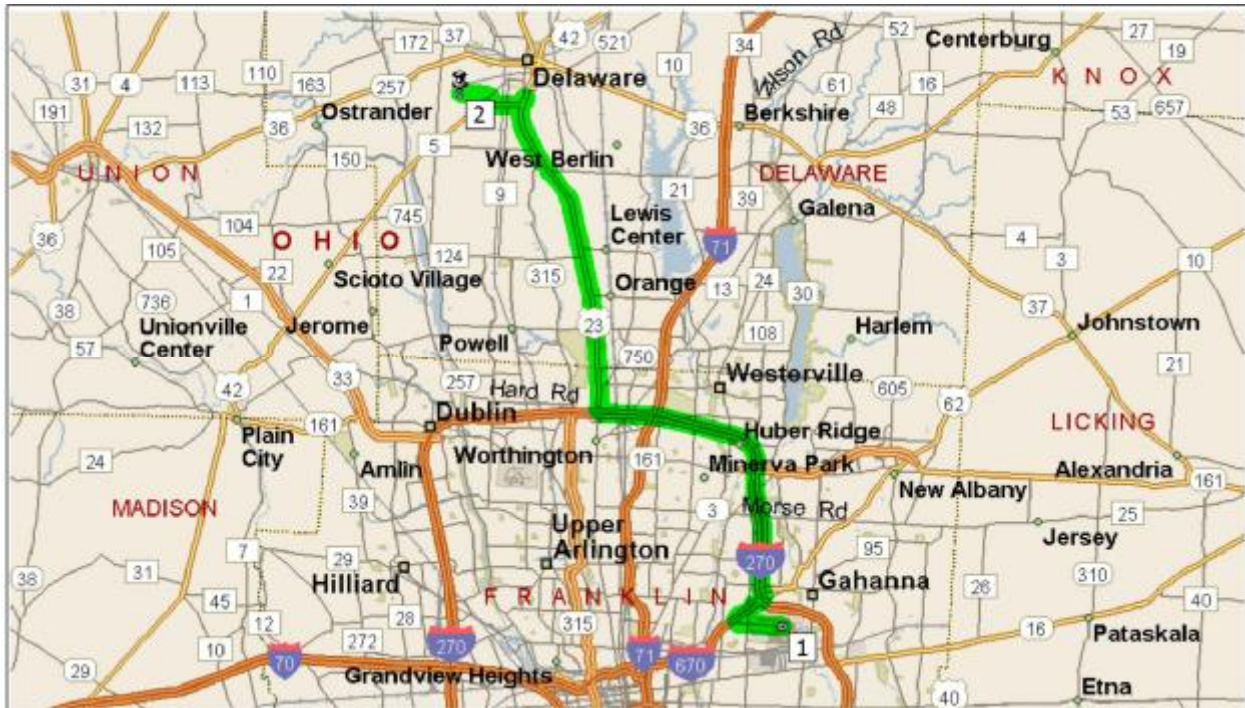 37
42
521
34
Wilson Rd
52
Centerburg
27
172
10
19
31
4
113
110
163
257
Delaware
61
16
KNOX
191
Ostrander
2
48
53
657
132
36
5
36
Berkshire
150
West Berlin
UNION
DELAWARE
9
21
39
104
745
Lewis
Center
Galena
36
105
OHIO
124
71
4
22
Scioto Village
315
24
3
10
Orange
13
30
38
736
1
37
Unionville
Center
Jerome
23
108
Harlem
Johnstown
57
Powell
750
21
42
33
257
Hard Rd
Westerville
605
62
161
Dublin
LICKING
Plain
City
Huber Ridge
24
Amlin
Worthington
161
Minerva Park
Alexandria
161
New Albany
MADISON
39
3
Morse Rd
25
Upper
Arlington
Jersey
7
29
270
95
310
38
31
Hilliard
Gahanna
26
45
FRANKLIN
40
12
28
315
16
Pataskala
272
270
71
1
10
70
670
29
Grandview Heights
40
Etna